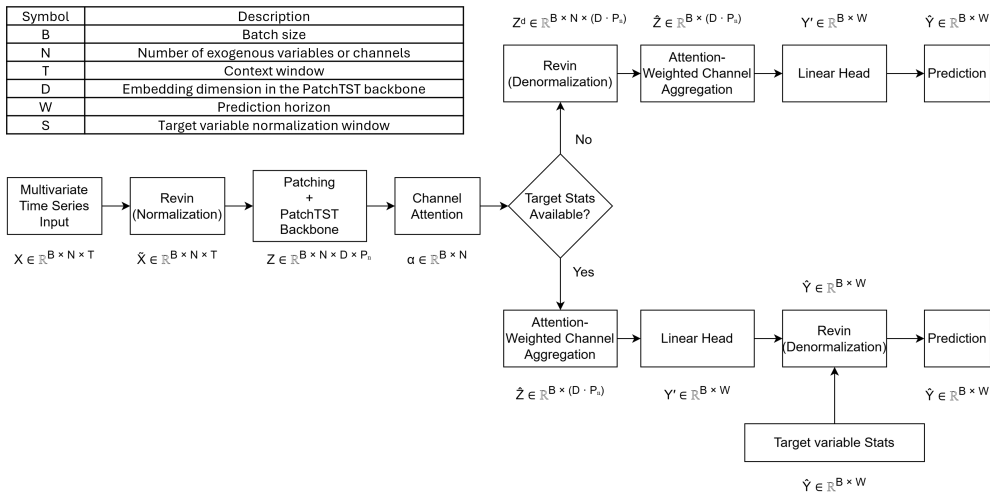 Symbol Description
B Batch size
N Number of exogenous variables or channels
T Context window
D Embedding dimension in the PatchTST backbone
W Prediction horizon
S Target variable normalization window
Zᵈ ∈ ℝ^B × N × (D · Pₙ)
Ẑ ∈ ℝ^B × (D · Pₙ)
Y′ ∈ ℝ^B × W
Ŷ ∈ ℝ^B × W
Revin
(Denormalization)
Attention-
Weighted Channel
Aggregation
Linear Head
Prediction
No
Multivariate
Time Series
Input
Revin
(Normalization)
Patching
+
PatchTST
Backbone
Channel
Attention
Target Stats
Available?
X ∈ ℝ^B × N × T
X̃ ∈ ℝ^B × N × T
Z ∈ ℝ^B × N × D × Pₙ
α ∈ ℝ^B × N
Yes
Ŷ ∈ ℝ^B × W
Attention-
Weighted Channel
Aggregation
Linear Head
Revin
(Denormalization)
Prediction
Ẑ ∈ ℝ^B × (D · Pₙ)
Y′ ∈ ℝ^B × W
Ŷ ∈ ℝ^B × W
Target variable Stats
Ŷ ∈ ℝ^B × W